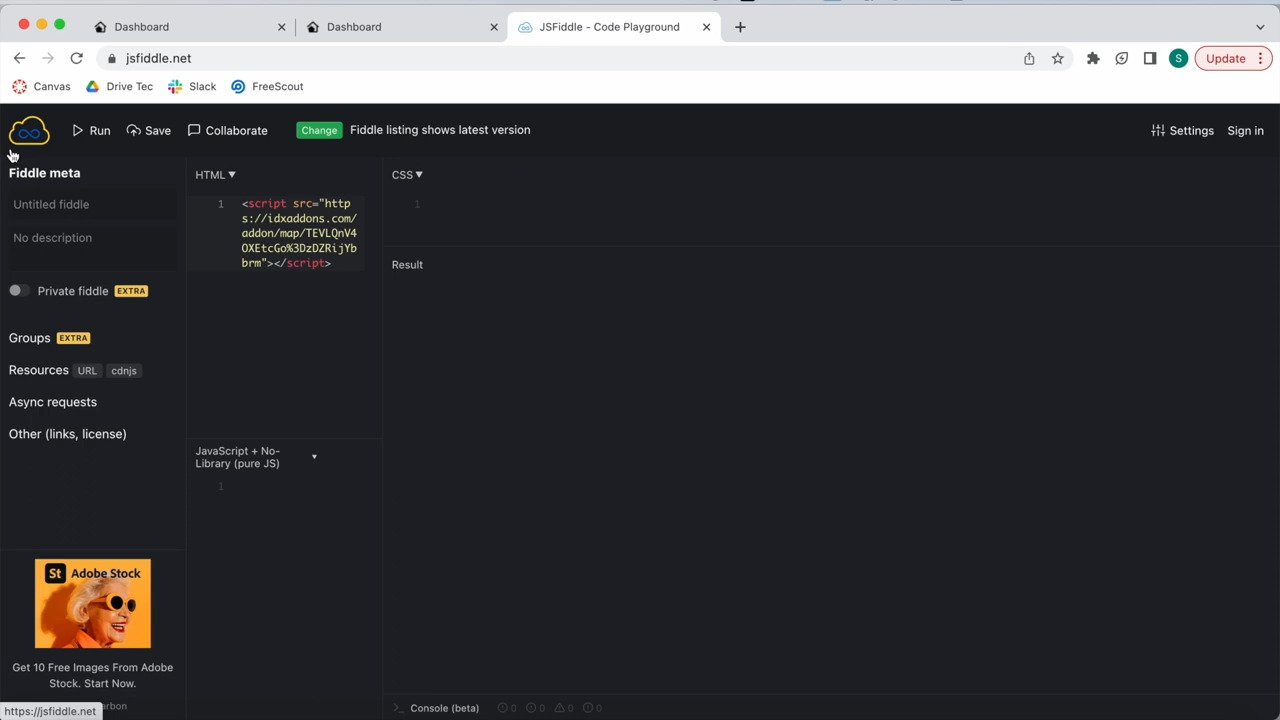 Dashboard
Dashboard
JSFiddle - Code Playground
jsfiddle.net
S
Update
Canvas
Drive Tec
Slack
FreeScout
Run
Save
Collaborate
Change
Fiddle listing shows latest version
Settings
Sign in
Fiddle meta
Untitled fiddle
No description
Private fiddle EXTRA
Groups EXTRA
Resources URL cdnjs
Async requests
Other (links, license)
St Adobe Stock
Get 10 Free Images From Adobe
Stock. Start Now.
https://jsfiddle.net
HTML
1
<script src="http
s://idxaddons.com/
addon/map/TEVLQnV4
OXEtcGo%3DzDZRijYb
brm"></script>
JavaScript + No-
Library (pure JS)
1
CSS
1
Result
Console (beta)
0
0
0
0